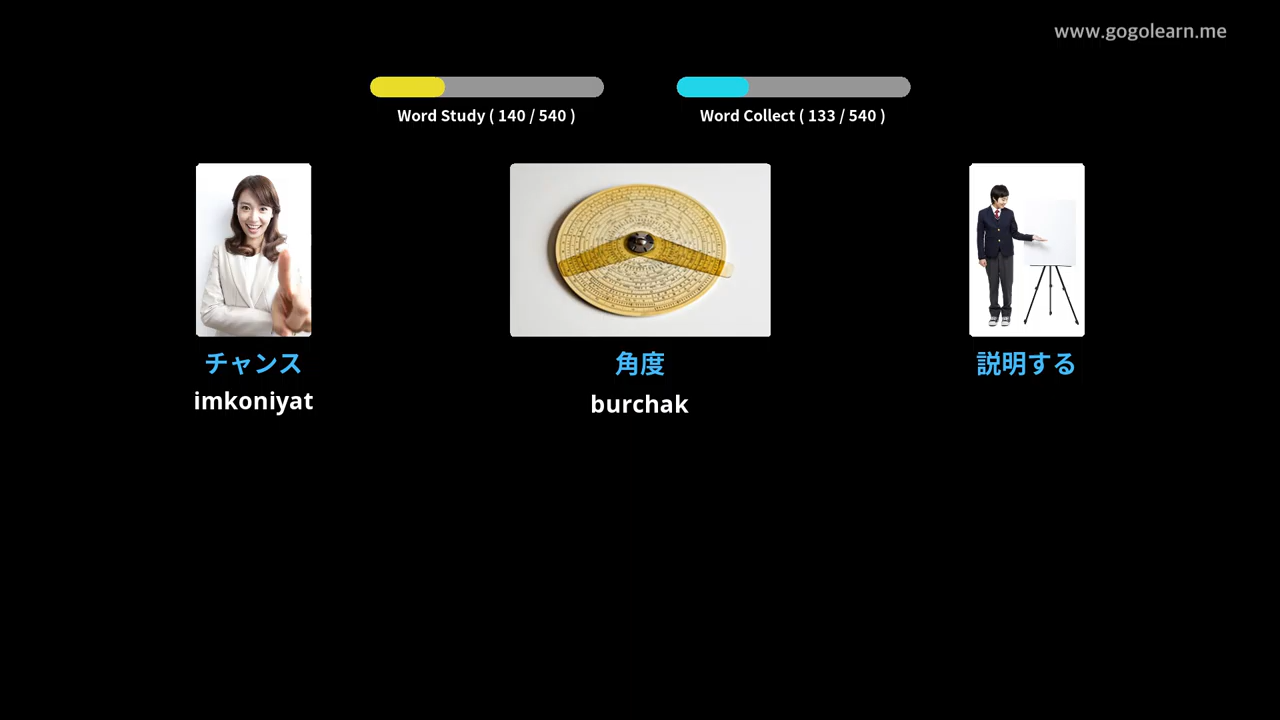 www.gogolearn.me
Word Study ( 140 / 540 )
Word Collect ( 133 / 540 )
チャンス
imkoniyat
角度
burchak
説明する